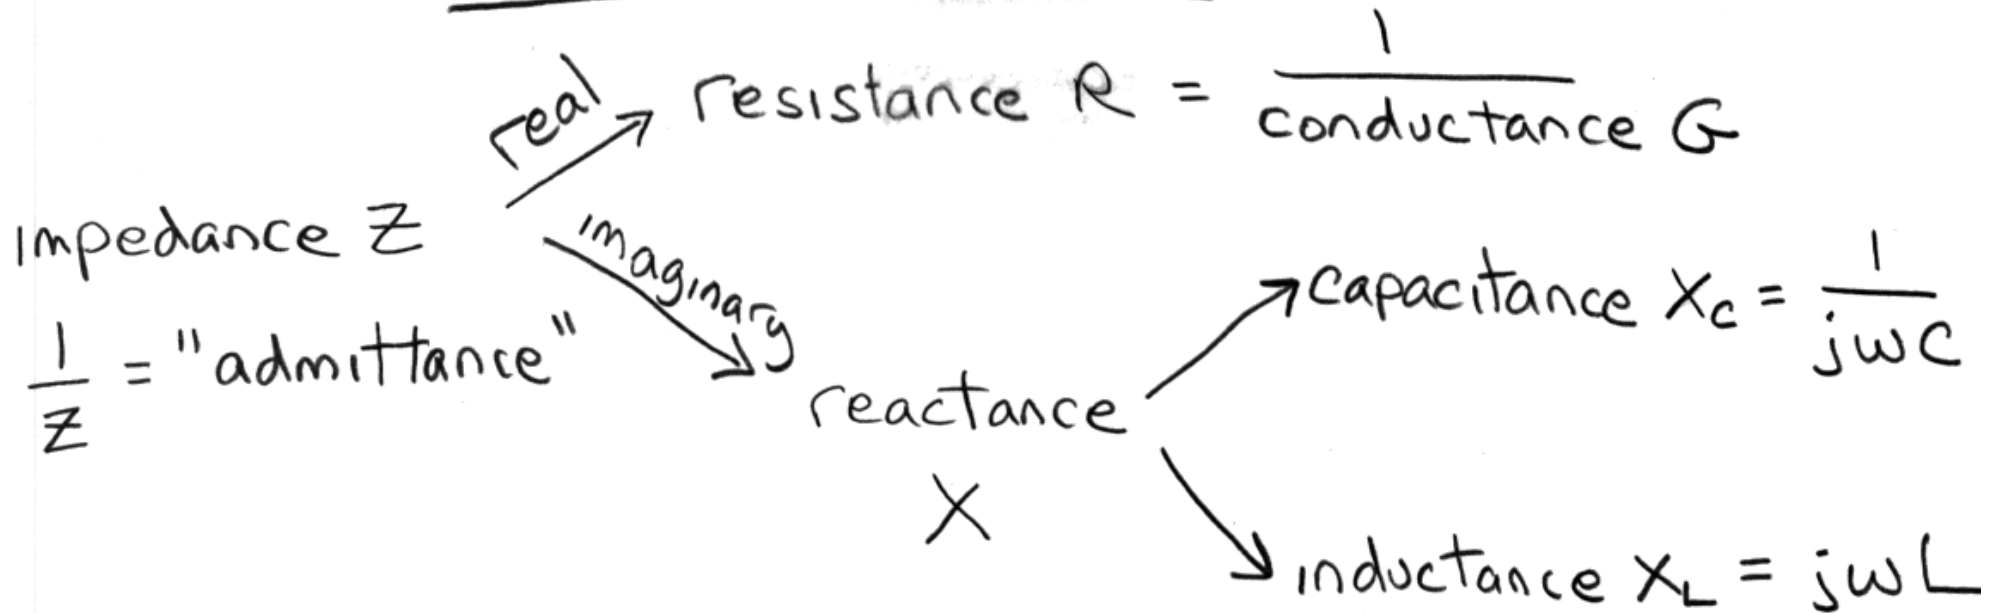 real
resistance R = 1 / conductance G
impedance Z
imaginary
1 / Z = "admittance"
reactance
X
capacitance Xc = 1 / jωC
inductance XL = jωL